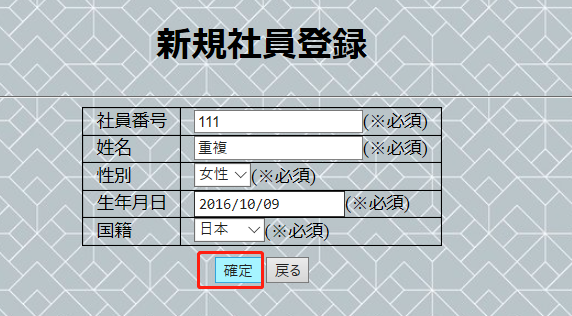 新規社員登録
社員番号 111 (※必須)
姓名 重複 (※必須)
性別 女性 (※必須)
生年月日 2016/10/09 (※必須)
国籍 日本 (※必須)
確定 戻る